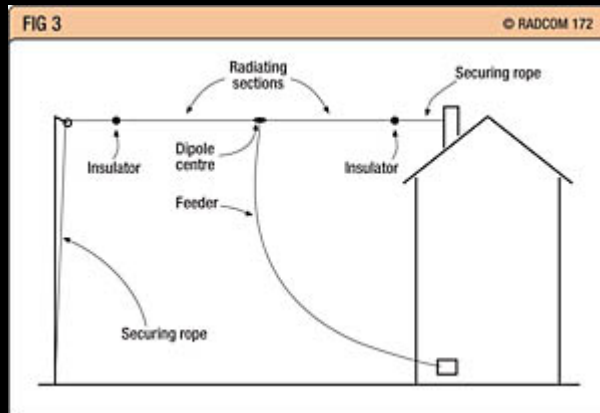 FIG 3
© RADCOM 172
Radiating
sections
Securing rope
Insulator
Dipole
centre
Insulator
Feeder
Securing rope